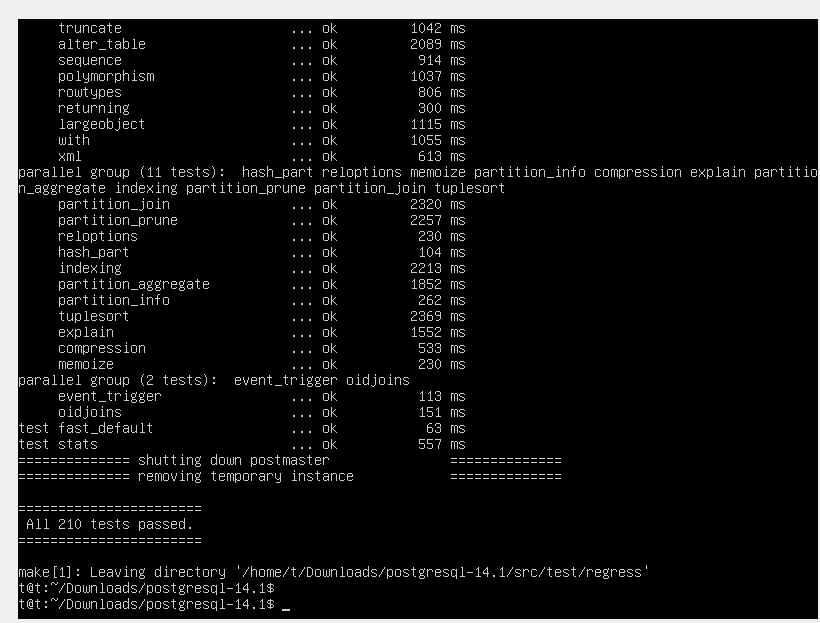 truncate ... ok 1042 ms
alter_table ... ok 2089 ms
sequence ... ok 914 ms
polymorphism ... ok 1037 ms
rowtypes ... ok 806 ms
returning ... ok 300 ms
largeobject ... ok 1115 ms
with ... ok 1055 ms
xml ... ok 613 ms
parallel group (11 tests):  hash_part reloptions memoize partition_info compression explain partitio
n_aggregate indexing partition_prune partition_join tuplesort
partition_join ... ok 2320 ms
partition_prune ... ok 2257 ms
reloptions ... ok 230 ms
hash_part ... ok 104 ms
indexing ... ok 2213 ms
partition_aggregate ... ok 1852 ms
partition_info ... ok 262 ms
tuplesort ... ok 2369 ms
explain ... ok 1552 ms
compression ... ok 533 ms
memoize ... ok 230 ms
parallel group (2 tests):  event_trigger oidjoins
event_trigger ... ok 113 ms
oidjoins ... ok 151 ms
test fast_default ... ok 63 ms
test stats ... ok 557 ms
============== shutting down postmaster ==============
============== removing temporary instance ==============
=======================
All 210 tests passed.
=======================
make[1]: Leaving directory '/home/t/Downloads/postgresql-14.1/src/test/regress'
t@t:~/Downloads/postgresql-14.1$
t@t:~/Downloads/postgresql-14.1$ _